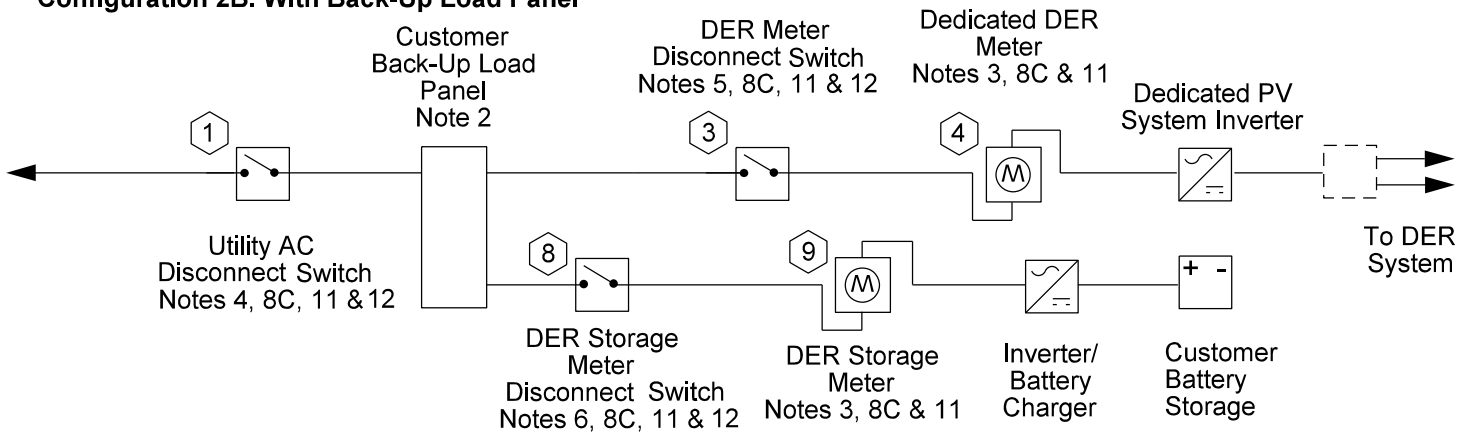 Configuration 2B: With Back-Up Load Panel
Customer
Back-Up Load
Panel
Note 2
DER Meter
Disconnect Switch
Notes 5, 8C, 11 & 12
Dedicated DER
Meter
Notes 3, 8C & 11
Dedicated PV
System Inverter
1
3
4
M
To DER
System
Utility AC
Disconnect Switch
Notes 4, 8C, 11 & 12
8
9
M
+ -
DER Storage
Meter
Disconnect Switch
Notes 6, 8C, 11 & 12
DER Storage
Meter
Notes 3, 8C & 11
Inverter/
Battery
Charger
Customer
Battery
Storage